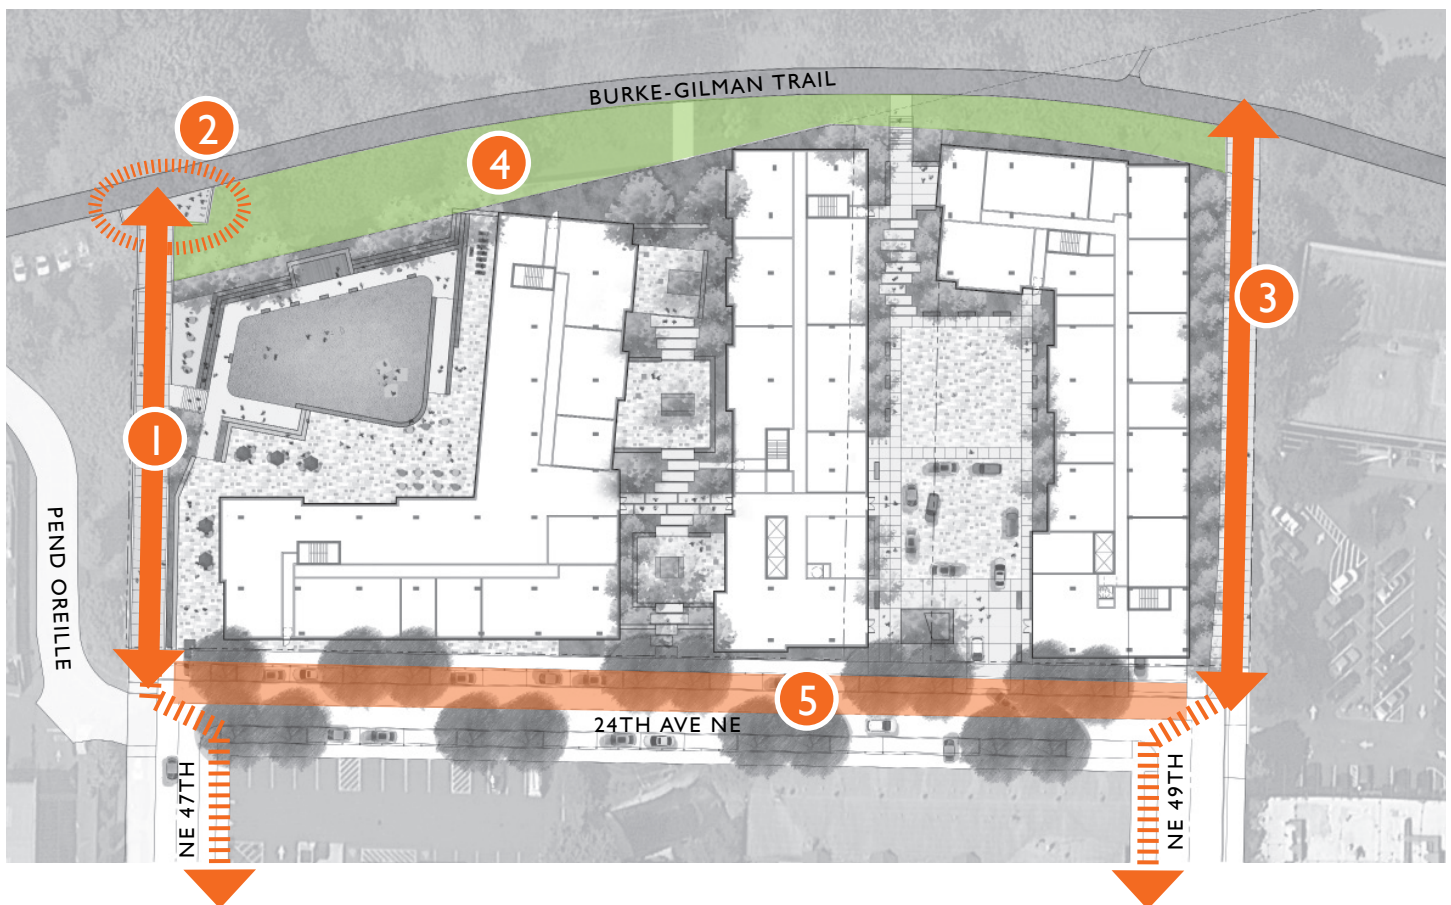 BURKE-GILMAN TRAIL
2
4
3
1
PEND OREILLE
5
24TH AVE NE
NE 47TH
NE 49TH